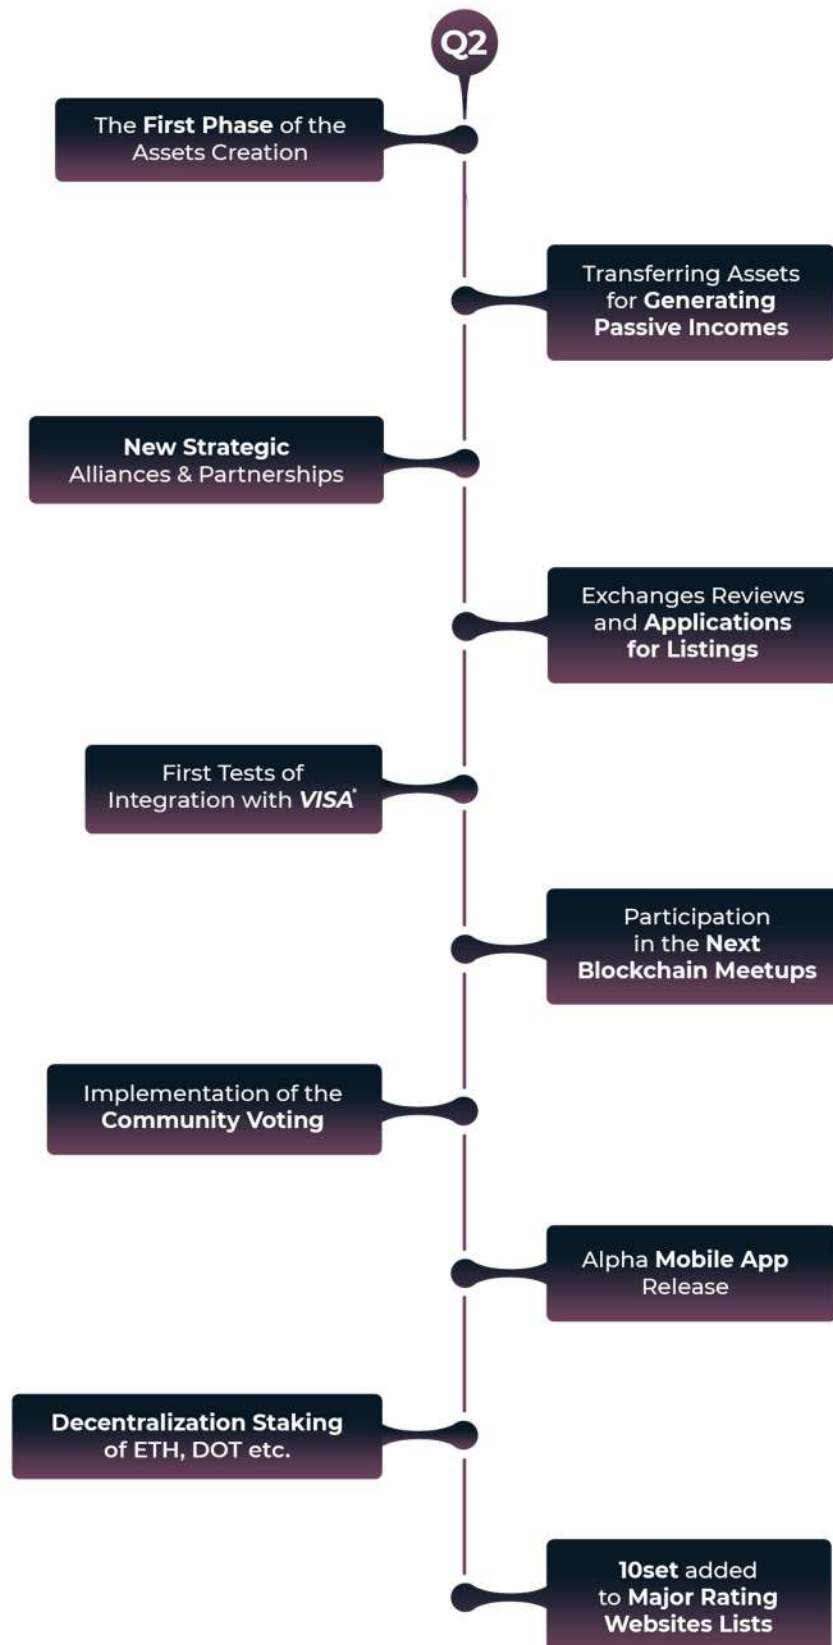 Q2
The First Phase of the
Assets Creation
Transferring Assets
for Generating
Passive Incomes
New Strategic
Alliances & Partnerships
Exchanges Reviews
and Applications
for Listings
First Tests of
Integration with VISA®
Participation
in the Next
Blockchain Meetups
Implementation of the
Community Voting
Alpha Mobile App
Release
Decentralization Staking
of ETH, DOT etc.
10set added
to Major Rating
Websites Lists